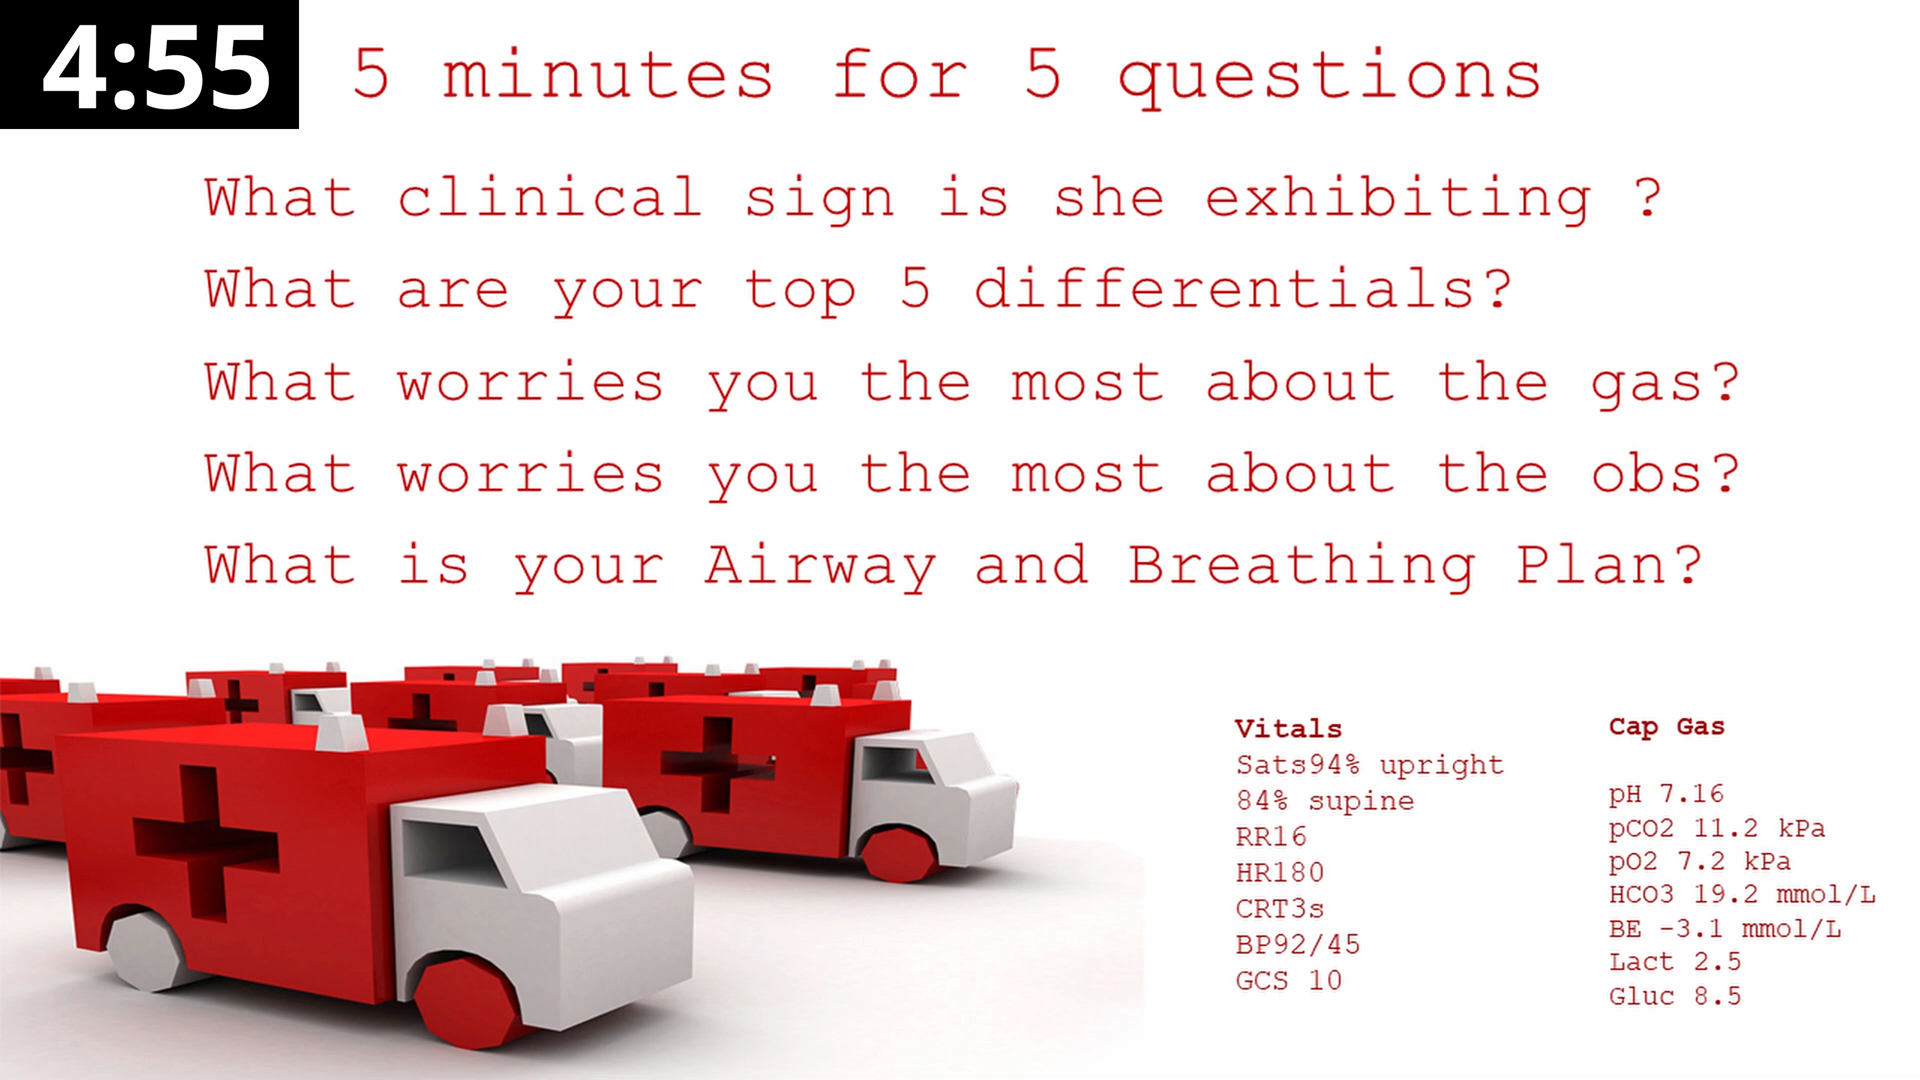 4:55
5 minutes for 5 questions
What clinical sign is she exhibiting ?
What are your top 5 differentials?
What worries you the most about the gas?
What worries you the most about the obs?
What is your Airway and Breathing Plan?
Vitals
Sats94% upright
84% supine
RR16
HR180
CRT3s
BP92/45
GCS 10
Cap Gas
pH 7.16
pCO2 11.2 kPa
pO2 7.2 kPa
HCO3 19.2 mmol/L
BE -3.1 mmol/L
Lact 2.5
Gluc 8.5